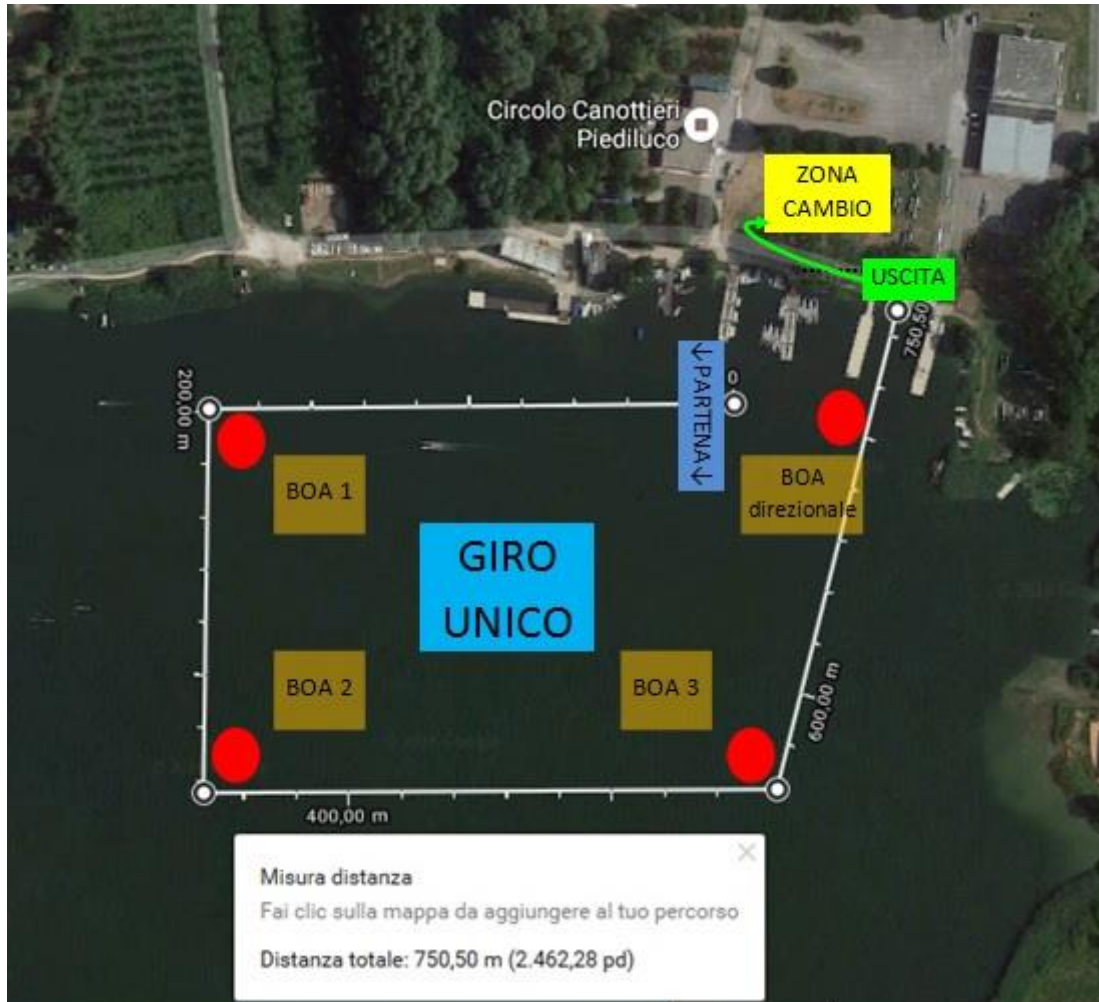 Circolo Canottieri
Piediluco
ZONA
CAMBIO
USCITA
750,50
0
↓PARTENA↓
200,00 m
BOA 1
BOA
direzionale
GIRO
UNICO
BOA 2
BOA 3
600,00 m
400,00 m
Misura distanza
Fai clic sulla mappa da aggiungere al tuo percorso
Distanza totale: 750,50 m (2.462,28 pd)